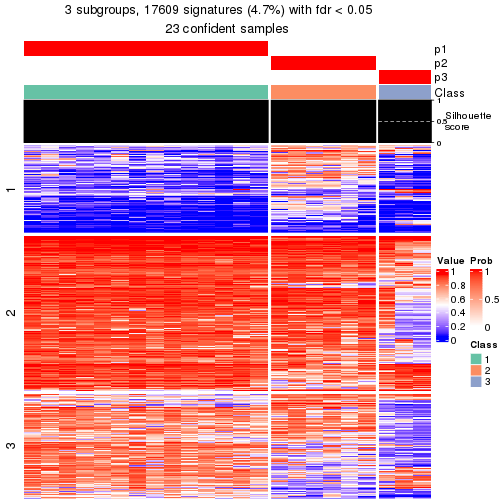 3 subgroups, 17609 signatures (4.7%) with fdr < 0.05
23 confident samples
p1
p2
p3
Class
1
0.5
0
Silhouette
score
1
2
3
Value
1
0.8
0.6
0.4
0.2
0
Prob
1
0.5
0
Class
1
2
3